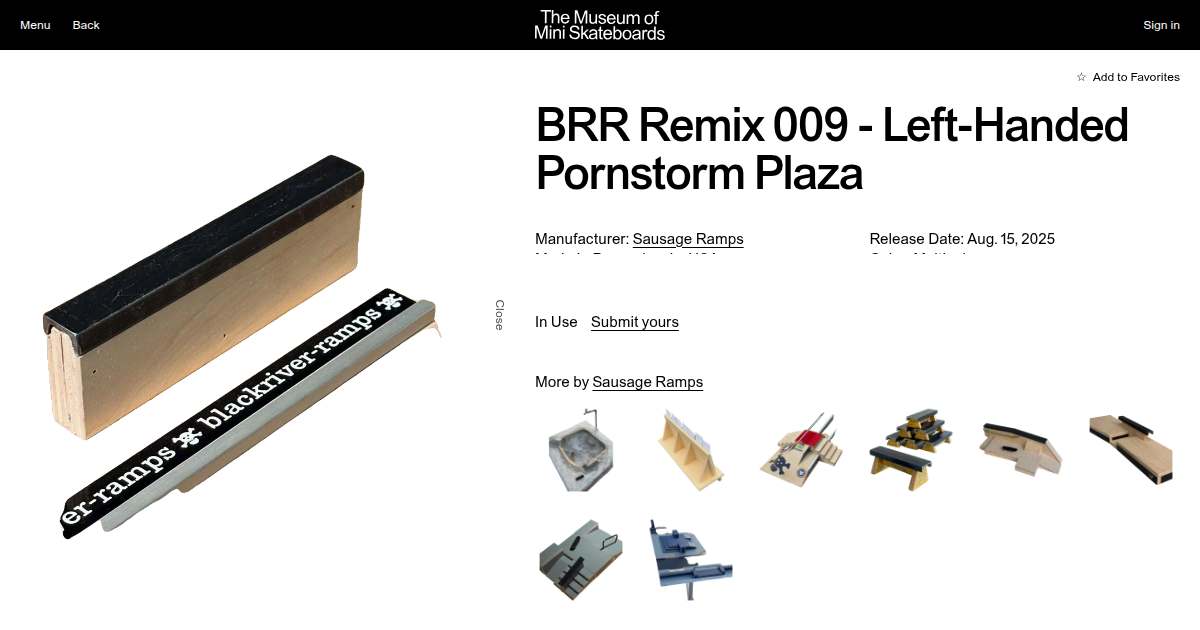 Menu
Back
The Museum of
Mini Skateboards
Sign in
☆ Add to Favorites
BRR Remix 009 - Left-Handed
Pornstorm Plaza
Manufacturer: Sausage Ramps
Release Date: Aug. 15, 2025
Close
In Use Submit yours
More by Sausage Ramps
er-ramps blackriver-ramps